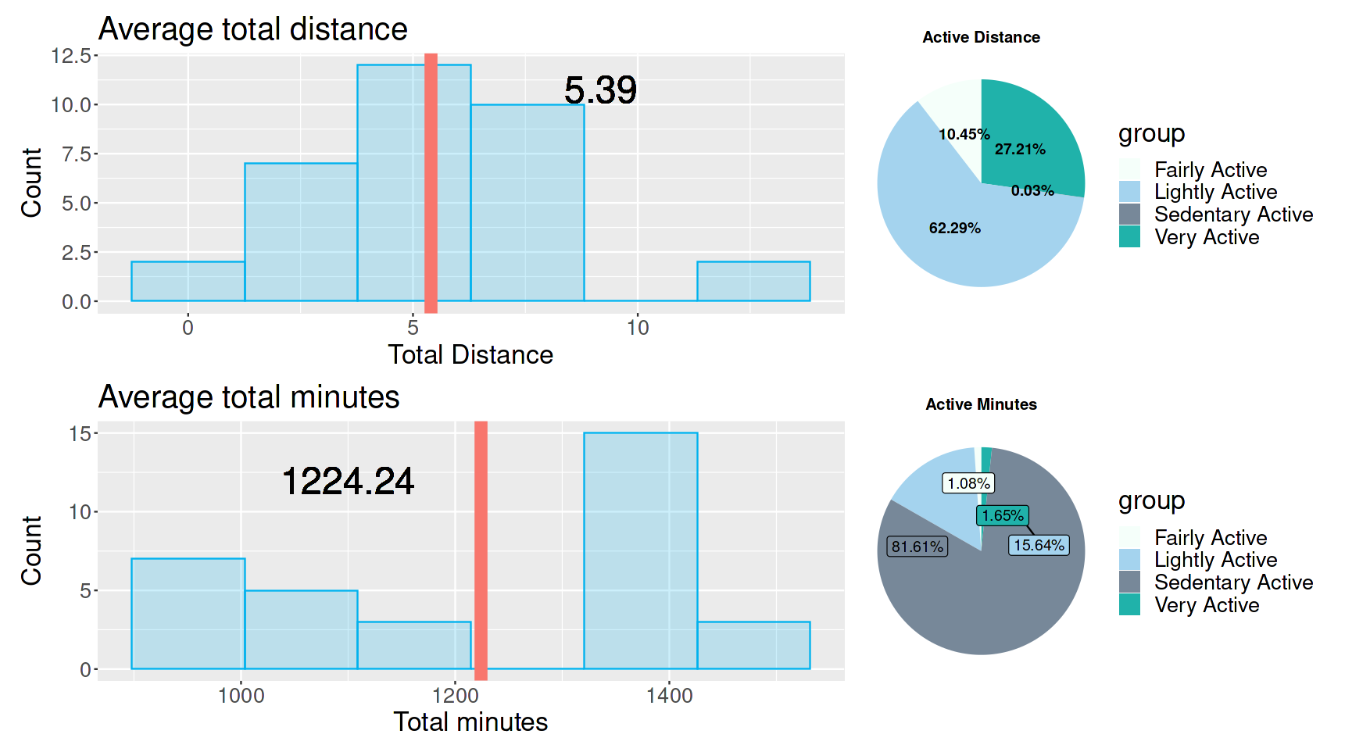 Average total distance
12.5
10.0
7.5
5.0
2.5
0.0
Count
5.39
0 5 10
Total Distance
Active Distance
10.45%
27.21%
0.03%
62.29%
group
Fairly Active
Lightly Active
Sedentary Active
Very Active
Average total minutes
15
10
5
0
Count
1224.24
1000 1200 1400
Total minutes
Active Minutes
1.08%
1.65%
81.61%
15.64%
group
Fairly Active
Lightly Active
Sedentary Active
Very Active